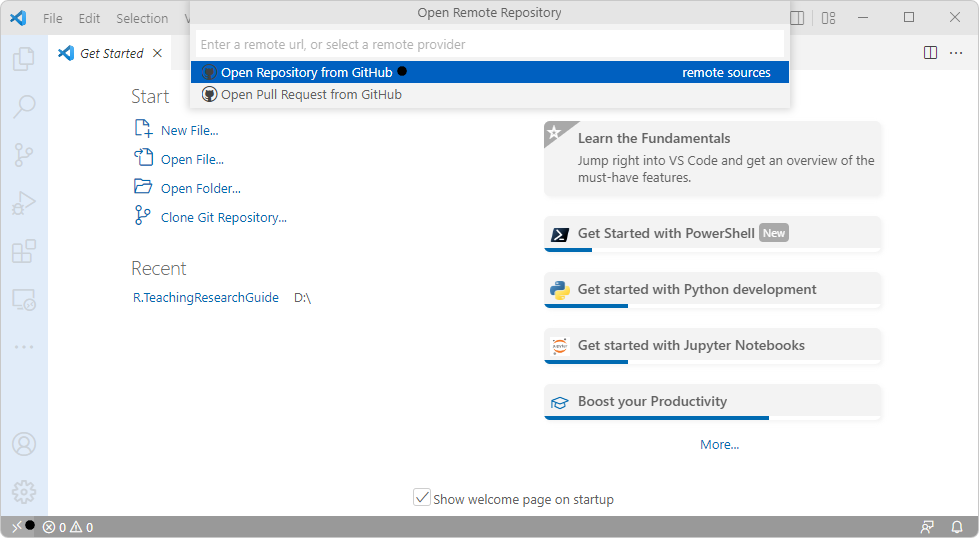 File Edit Selection
Open Remote Repository
Enter a remote url, or select a remote provider
Open Repository from GitHub remote sources
Open Pull Request from GitHub
Get Started
Start
New File...
Open File...
Open Folder...
Clone Git Repository...
Recent
R.TeachingResearchGuide D:\
Learn the Fundamentals
Jump right into VS Code and get an overview of the
must-have features.
Get Started with PowerShell New
Get started with Python development
jupyter
Get started with Jupyter Notebooks
Boost your Productivity
More...
Show welcome page on startup
0 0